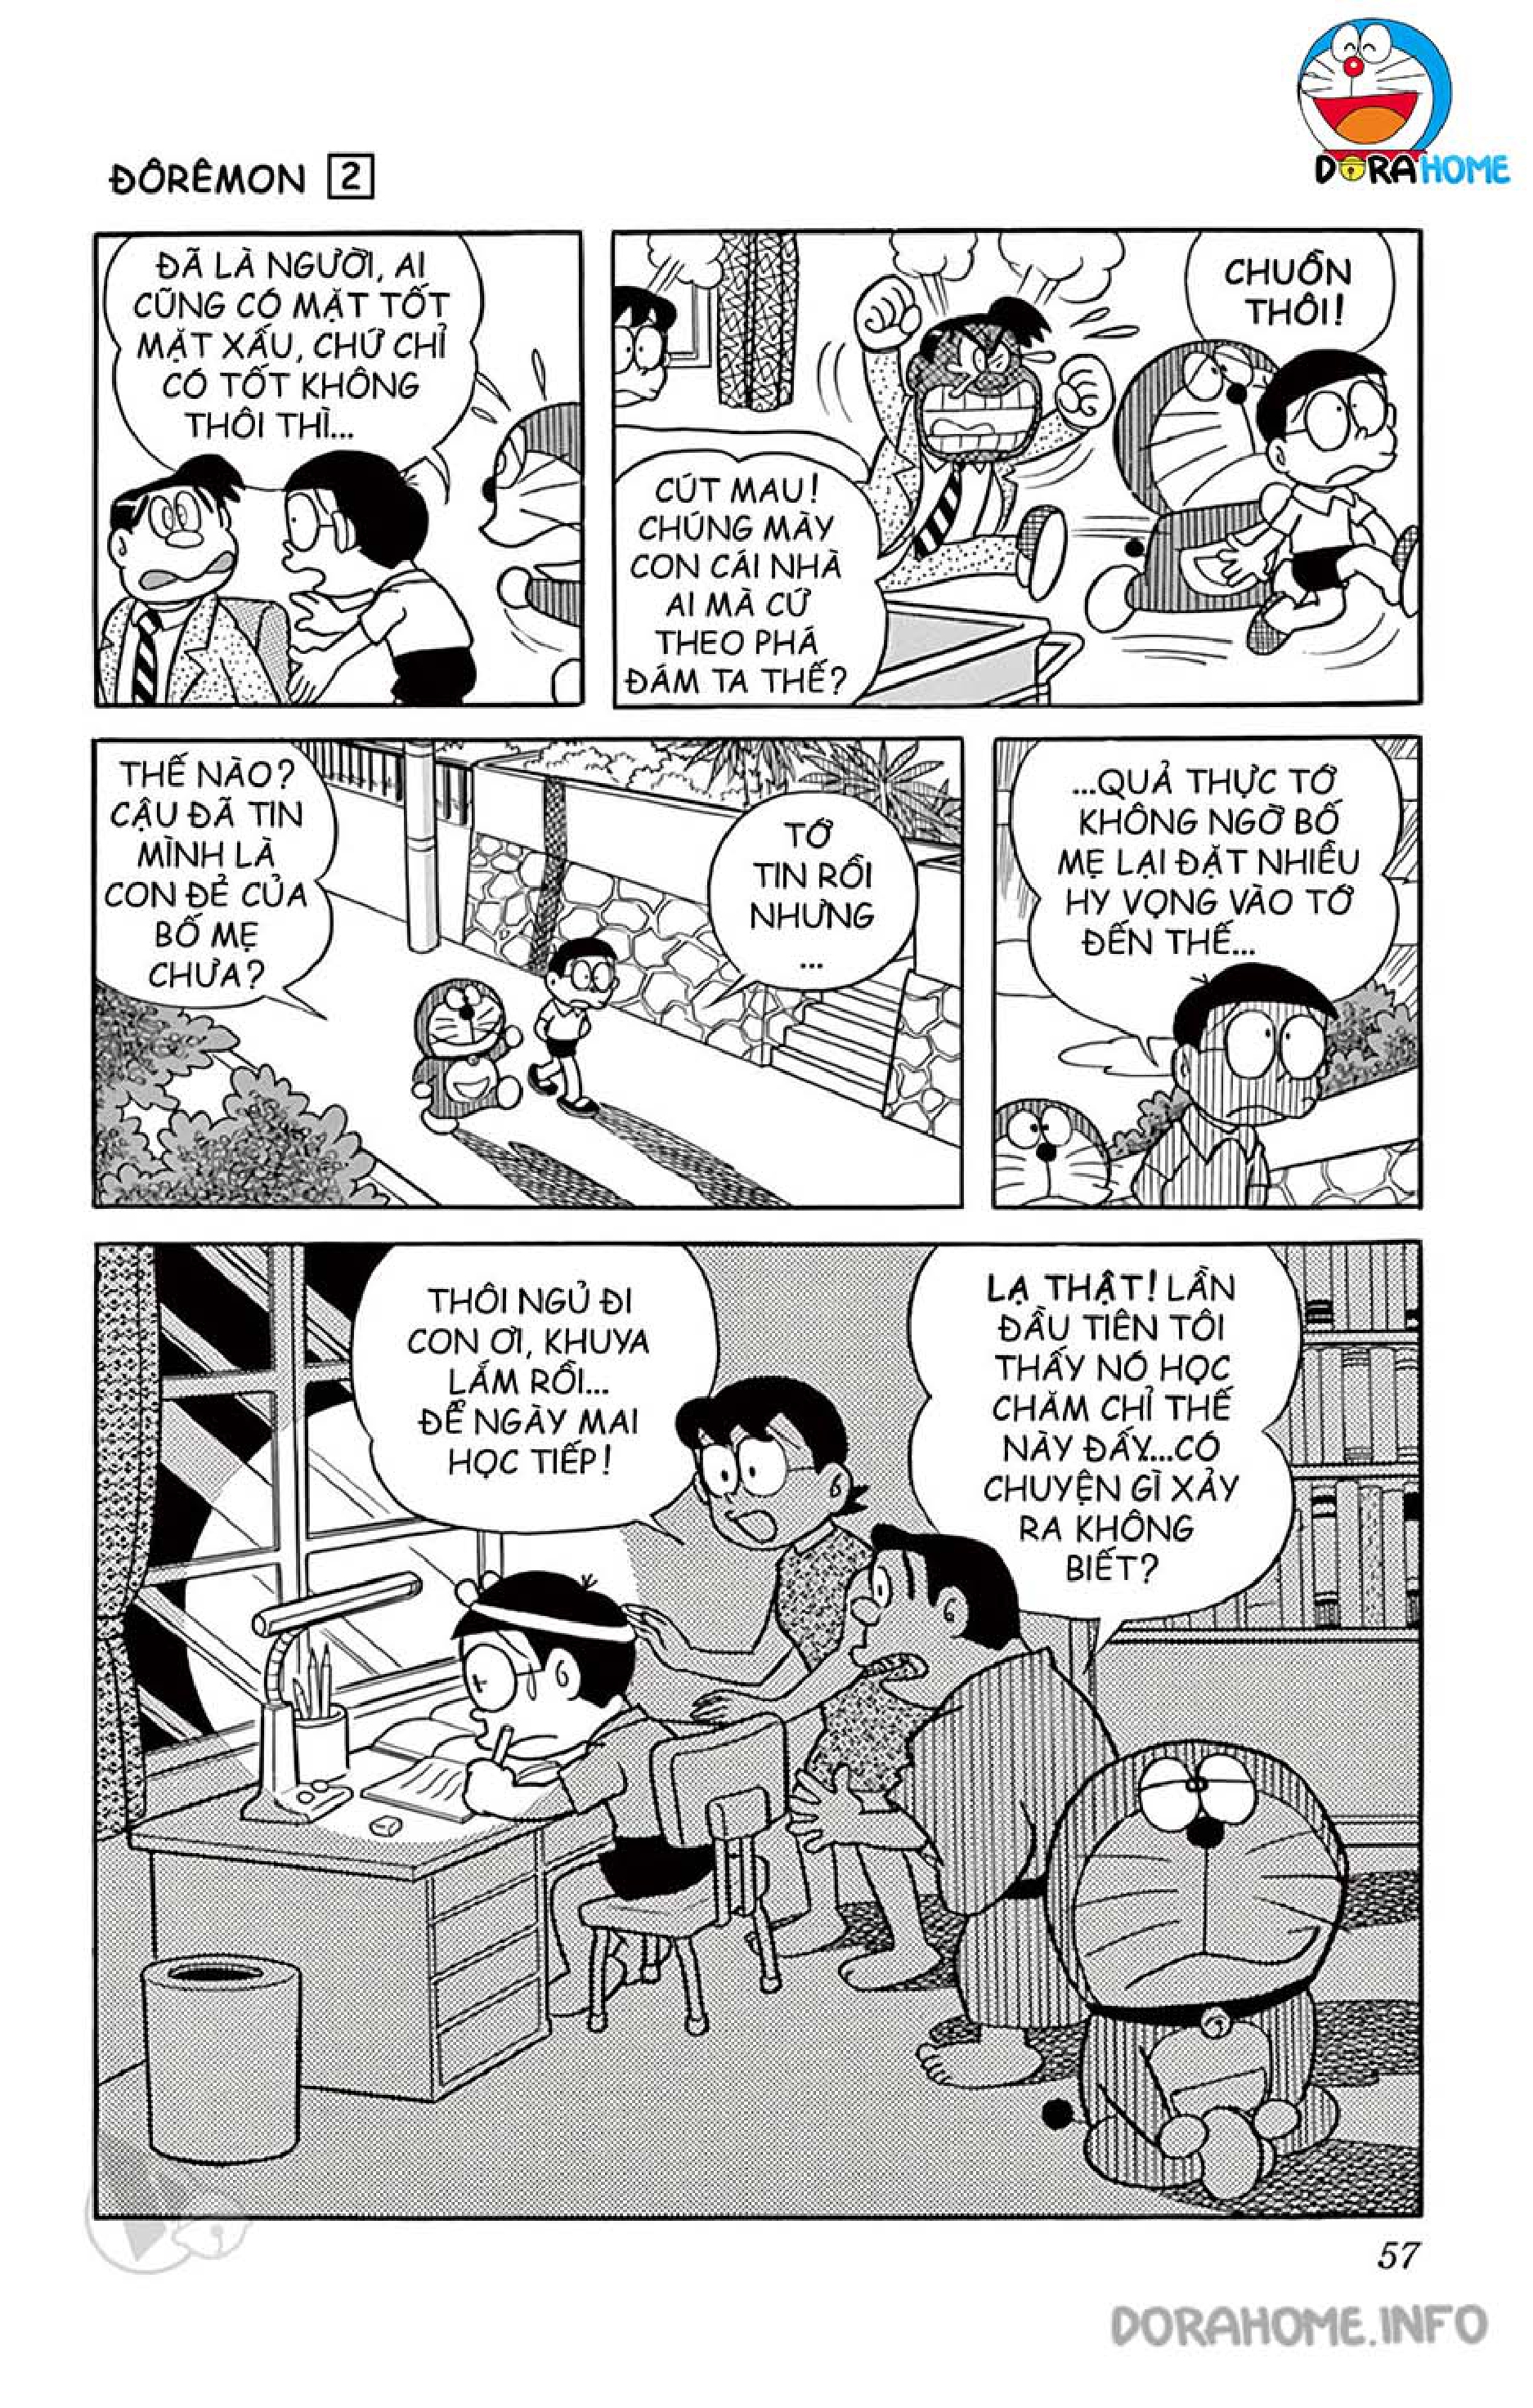 DORAHOME
ĐÔRÊMON 2
ĐÃ LÀ NGƯỜI, AI
CŨNG CÓ MẶT TỐT
MẶT XẤU, CHỨ CHỈ
CÓ TỐT KHÔNG
THÔI THÌ...
CHUỒN
THÔI!
CÚT MAU!
CHÚNG MÀY
CON CÁI NHÀ
AI MÀ CỨ
THEO PHÁ
ĐÁM TA THẾ?
THẾ NÀO?
CẬU ĐÃ TIN
MÌNH LÀ
CON ĐẺ CỦA
BỐ MẸ
CHƯA?
TỚ
TIN RỒI
NHƯNG
...
...QUẢ THỰC TỚ
KHÔNG NGỜ BỐ
MẸ LẠI ĐẶT NHIỀU
HY VỌNG VÀO TỚ
ĐẾN THẾ...
THÔI NGỦ ĐI
CON ƠI, KHUYA
LẮM RỒI...
ĐỂ NGÀY MAI
HỌC TIẾP!
LẠ THẬT! LẦN
ĐẦU TIÊN TÔI
THẤY NÓ HỌC
CHĂM CHỈ THẾ
NÀY ĐẤY....CÓ
CHUYỆN GÌ XẢY
RA KHÔNG
BIẾT?
57
DORAHOME.INFO